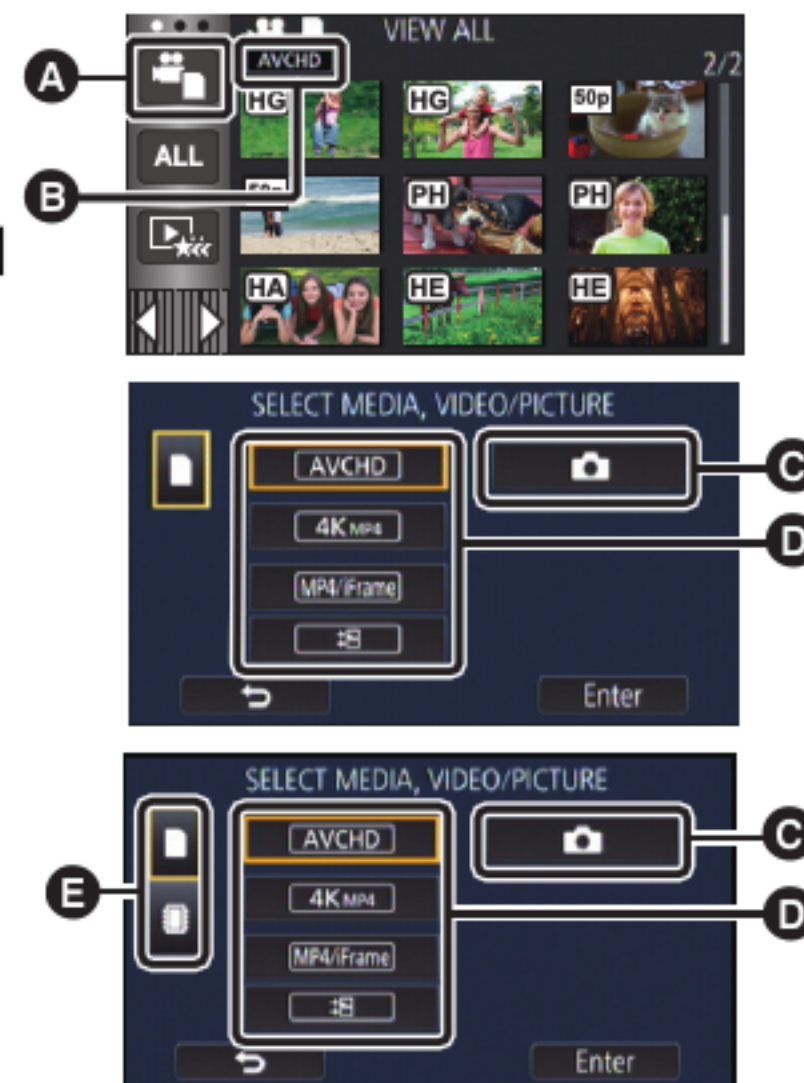 VIEW ALL
A
AVCHD
2/2
HG
HG
50p
ALL
B
50p
PH
PH
HA
HE
HE
SELECT MEDIA, VIDEO/PICTURE
AVCHD
C
4K MP4
D
MP4/iFrame
Enter
SELECT MEDIA, VIDEO/PICTURE
AVCHD
C
E
4K MP4
D
MP4/iFrame
Enter